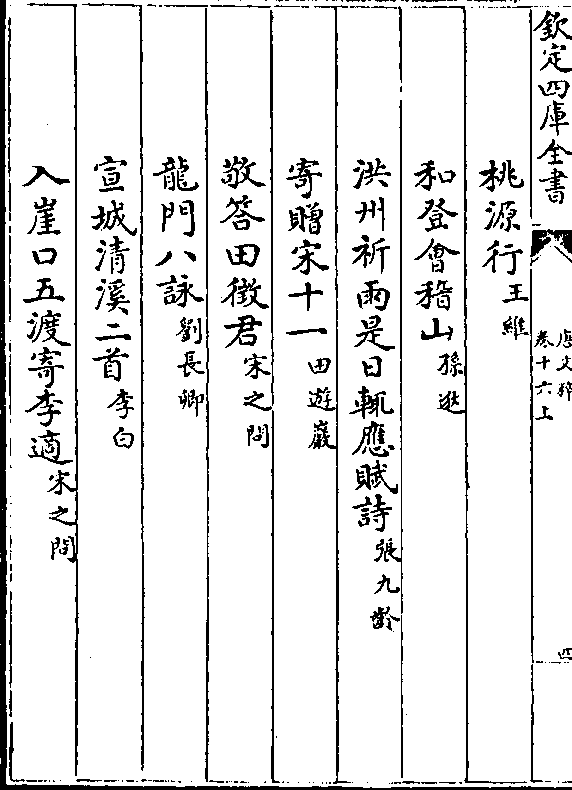 欽定四庫全書
唐文粹
卷十六上
四
桃源行王維
和登會稽山孫逖
洪州祈雨是日輒應賦詩張九齡
寄贈宋十一田遊巖
敬答田徵君宋之問
龍門八詠劉長卿
宣城清溪二首李白
入崖口五渡寄李適宋之問